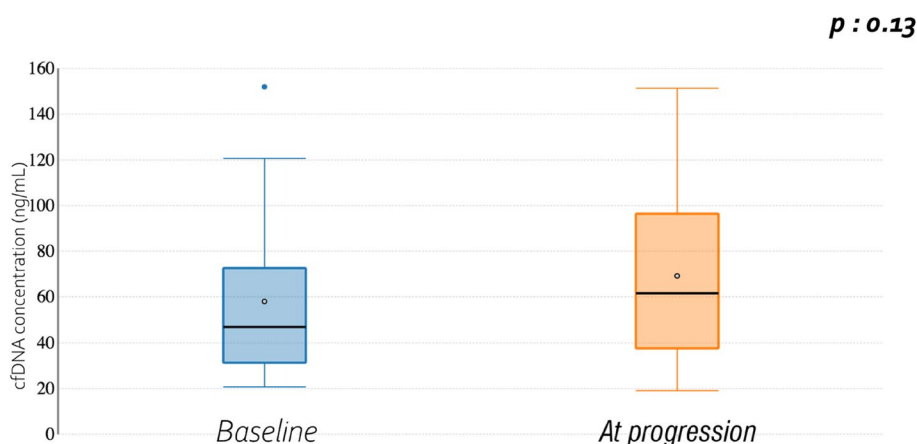 p : 0.13
cfDNA concentration (ng/mL)
160
140
120
100
80
60
40
20
0
Baseline
At progression